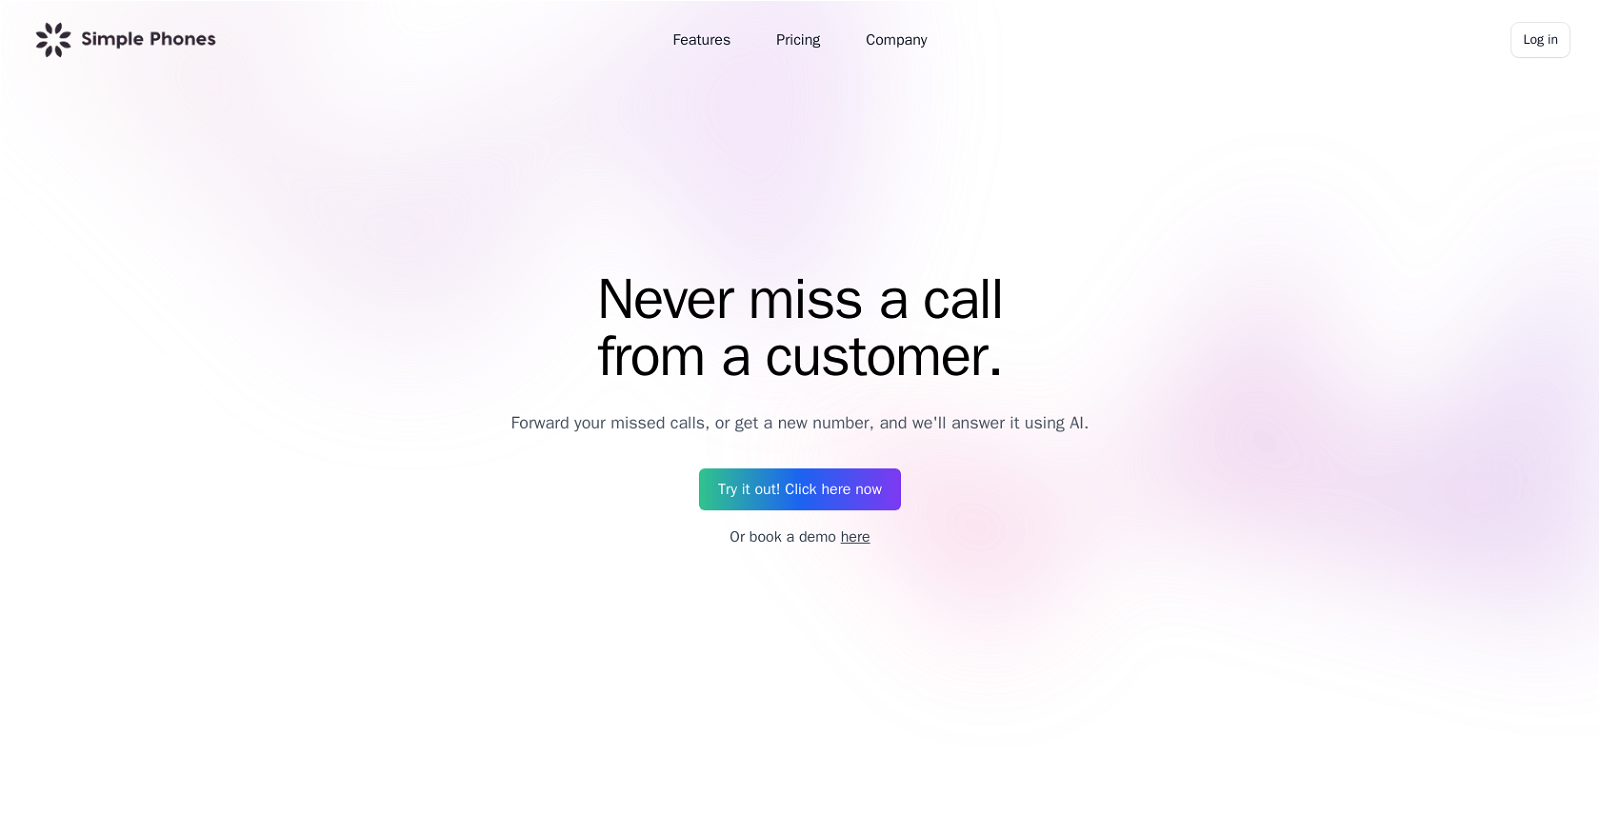 Simple Phones
Features
Pricing
Company
Log in
Never miss a call
from a customer.
Forward your missed calls, or get a new number, and we'll answer it using AI.
Try it out! Click here now
Or book a demo here